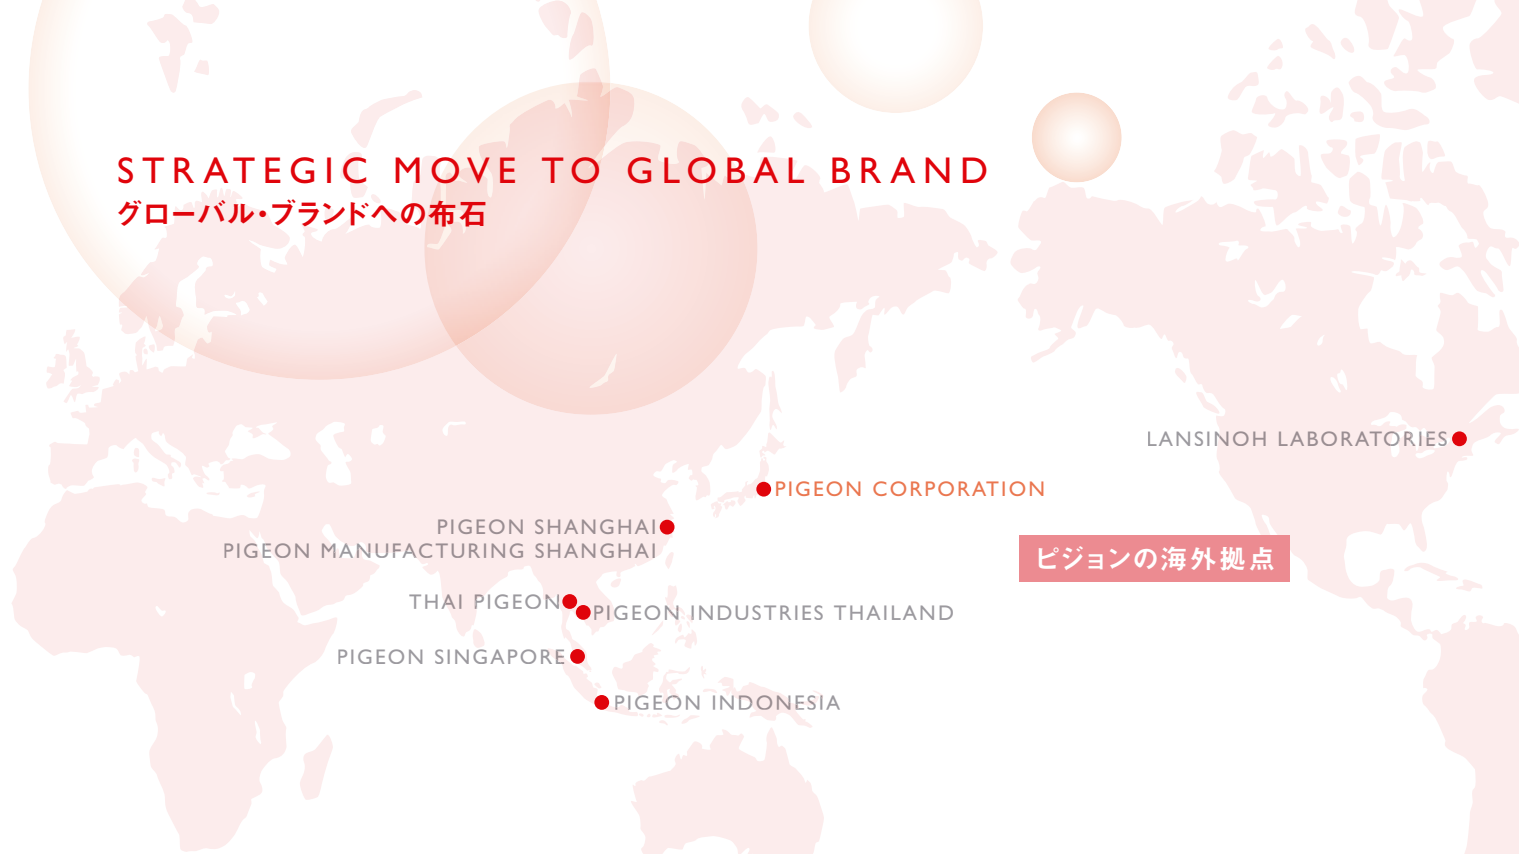 STRATEGIC MOVE TO GLOBAL BRAND
グローバル・ブランドへの布石
LANSINOH LABORATORIES
PIGEON CORPORATION
PIGEON SHANGHAI
PIGEON MANUFACTURING SHANGHAI
ピジョンの海外拠点
THAI PIGEON
PIGEON INDUSTRIES THAILAND
PIGEON SINGAPORE
PIGEON INDONESIA